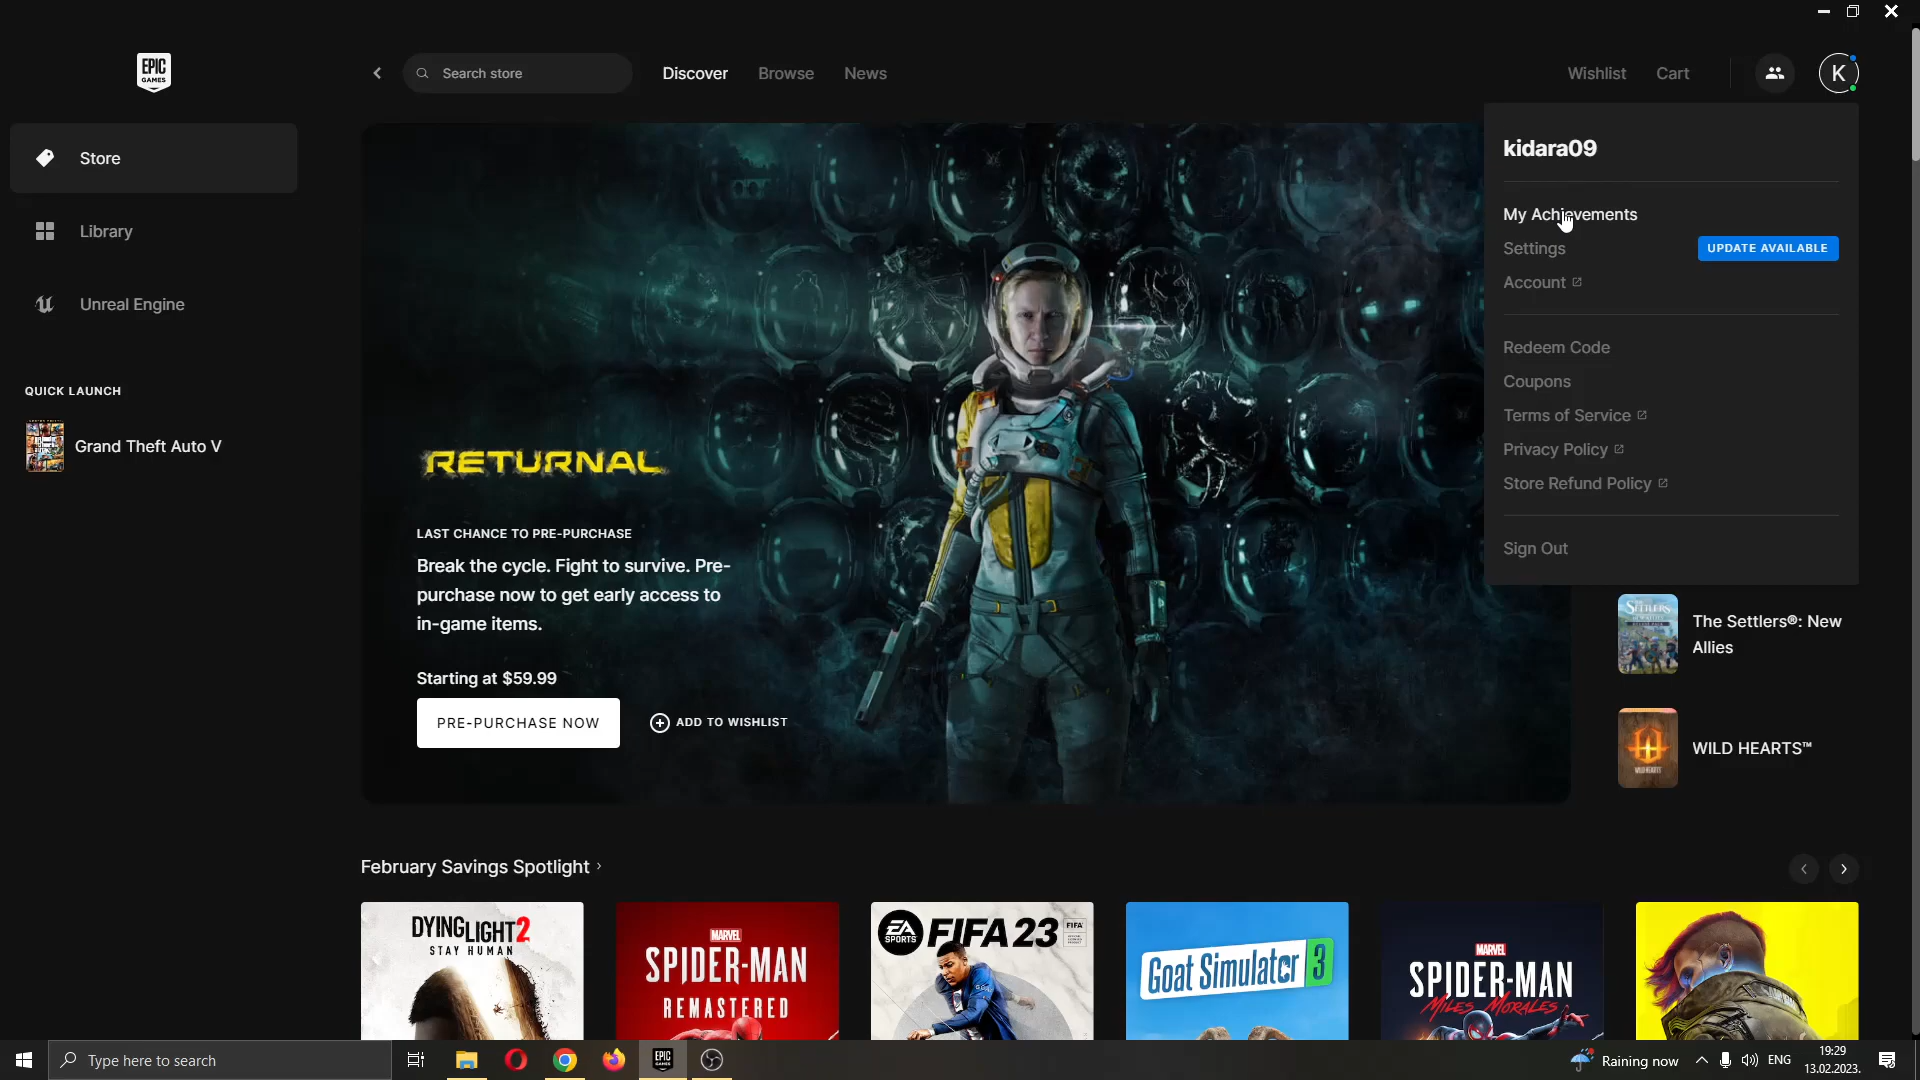 EPIC
GAMES
Search store
Discover
Browse
News
Wishlist
Cart
K
Store
Library
Unreal Engine
QUICK LAUNCH
Grand Theft Auto V
RETURNAL
LAST CHANCE TO PRE-PURCHASE
Break the cycle. Fight to survive. Pre-
purchase now to get early access to
in-game items.
Starting at $59.99
PRE-PURCHASE NOW
ADD TO WISHLIST
kidara09
My Achievements
Settings
UPDATE AVAILABLE
Account
Redeem Code
Coupons
Terms of Service
Privacy Policy
Store Refund Policy
Sign Out
The Settlers®: New
Allies
WILD HEARTS™
February Savings Spotlight
DYING LIGHT 2
STAY HUMAN
MARVEL
SPIDER-MAN
REMASTERED
EA
SPORTS
FIFA 23
FIFA
Goat Simulator 3
MARVEL
SPIDER-MAN
MILES MORALES
Type here to search
EPIC
GAMES
Raining now
ENG
19:29
13.02.2023.